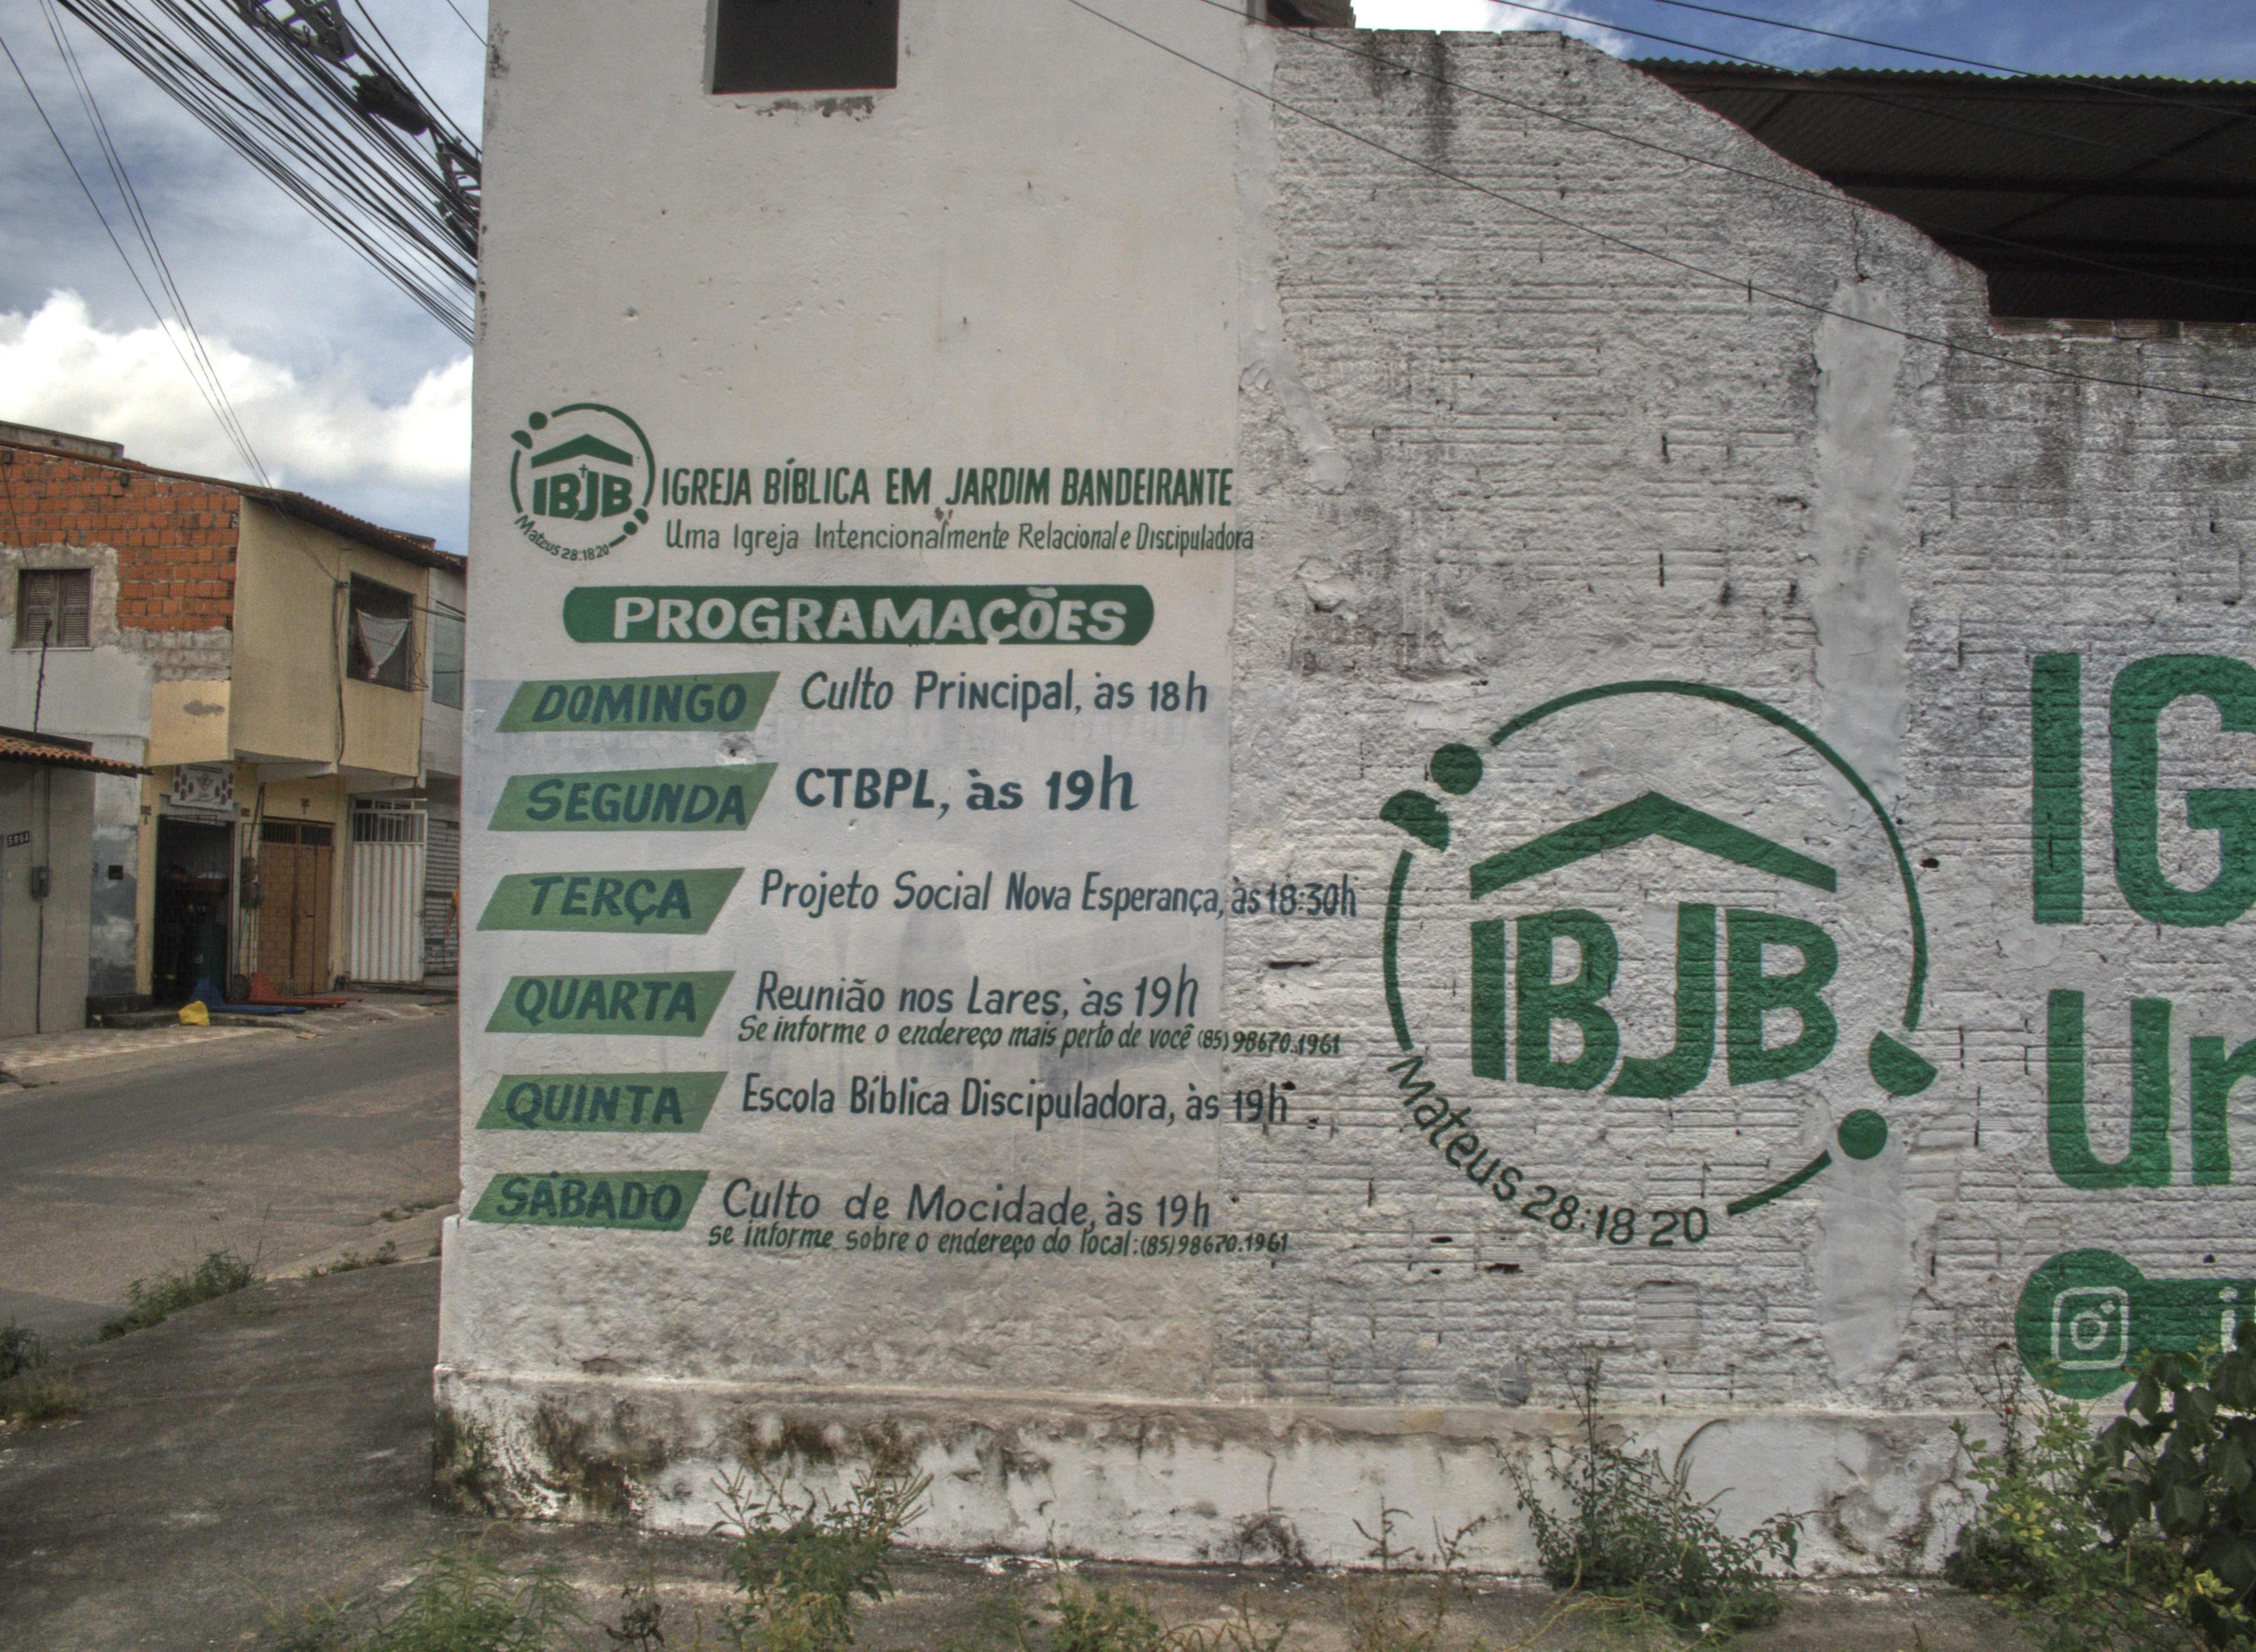 IBJB
Mateus 28:18 20
IGREJA BÍBLICA EM JARDIM BANDEIRANTE
Uma Igreja Intencionalmente Relacional e Discipuladora
PROGRAMAÇÕES
DOMINGO Culto Principal, às 18h
SEGUNDA CTBPL, às 19h
TERÇA Projeto Social Nova Esperança, às 18:30h
QUARTA Reunião nos Lares, às 19h
Se informe o endereço mais perto de você (85) 98670.1961
QUINTA Escola Bíblica Discipuladora, às 19h
SÁBADO Culto de Mocidade, às 19h
se informe sobre o endereço do local: (85) 98670.1961
IBJB
Mateus 28:18 20
IG